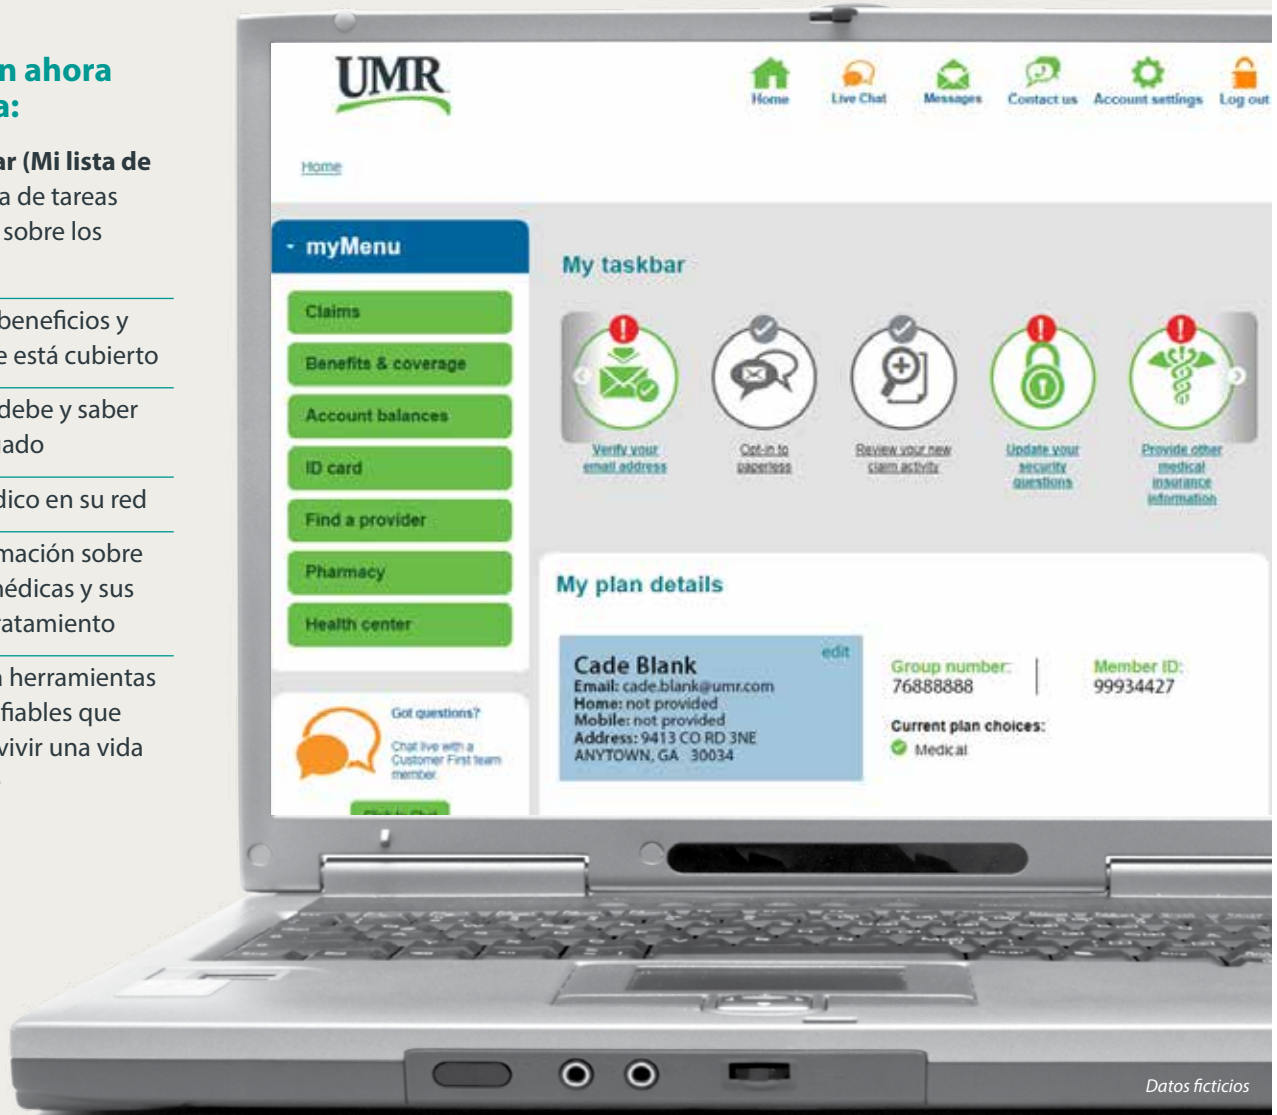 n ahora
a:
ar (Mi lista de
a de tareas
sobre los
beneficios y
e está cubierto
debe y saber
ado
dico en su red
mación sobre
nédicas y sus
ratamiento
a herramientas
fiables que
vivir una vida
UMR
Home
Live Chat
Messages
Contact us
Account settings
Log out
Home
myMenu
Claims
Benefits & coverage
Account balances
ID card
Find a provider
Pharmacy
Health center
Got questions?
Chat live with a
Customer First team
member.
Click to Chat
My taskbar
Verify your
email address
Opt-in to
paperless
Review your new
claim activity
Update your
security
questions
Provide other
medical
insurance
information
My plan details
edit
Cade Blank
Email: cade.blank@umr.com
Home: not provided
Mobile: not provided
Address: 9413 CO RD 3NE
ANYTOWN, GA 30034
Group number:
76888888
Member ID:
99934427
Current plan choices:
Medical
Datos ficticios